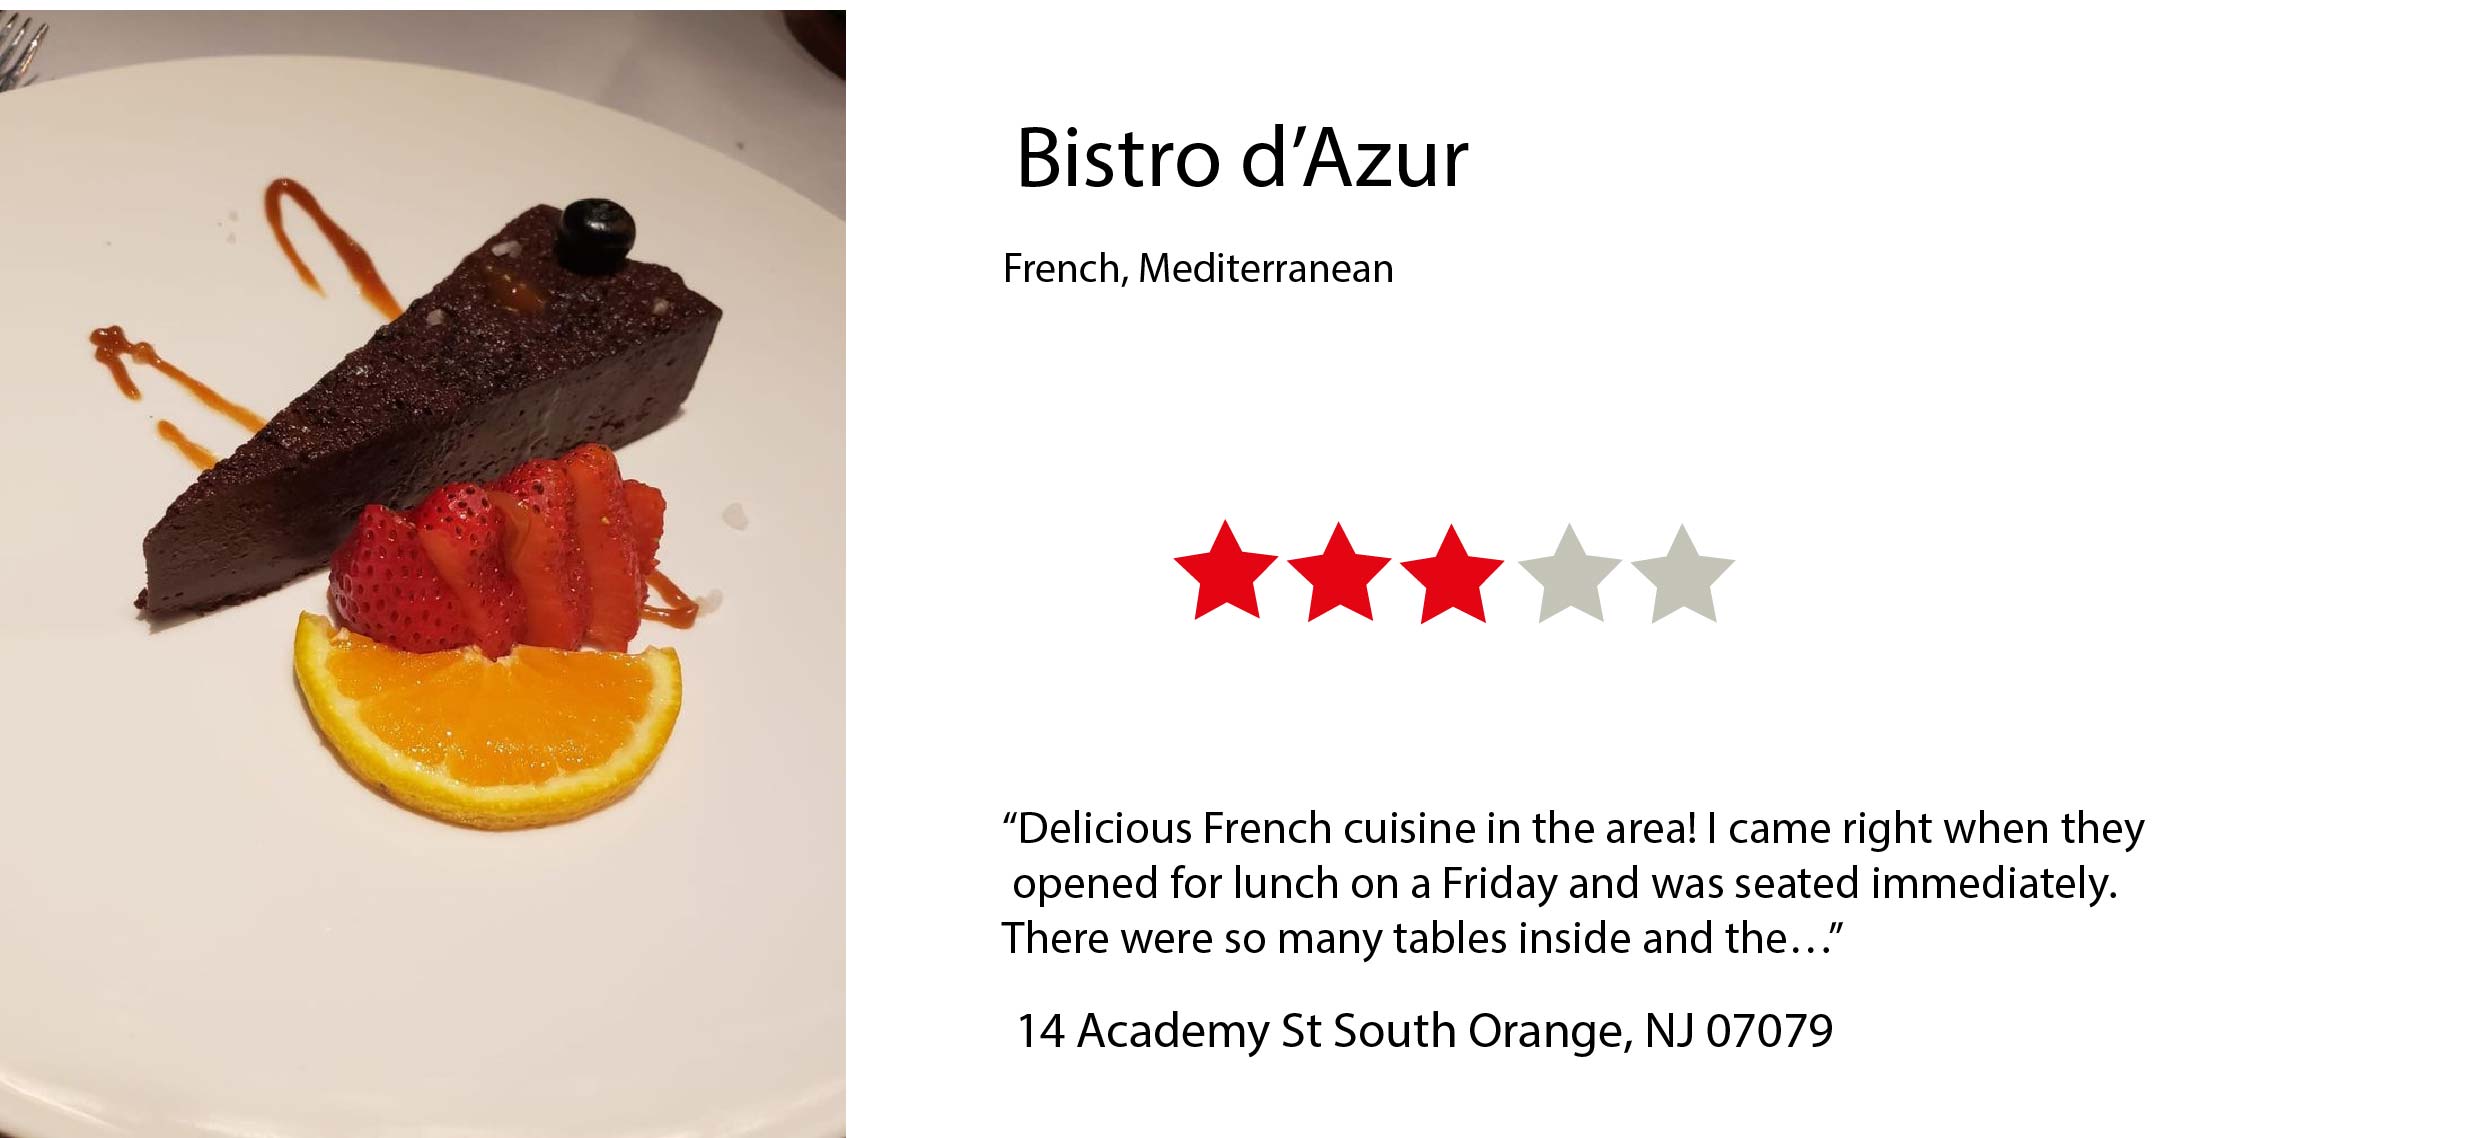 Bistro d’Azur
French, Mediterranean
“Delicious French cuisine in the area! I came right when they
opened for lunch on a Friday and was seated immediately.
There were so many tables inside and the…”
14 Academy St South Orange, NJ 07079